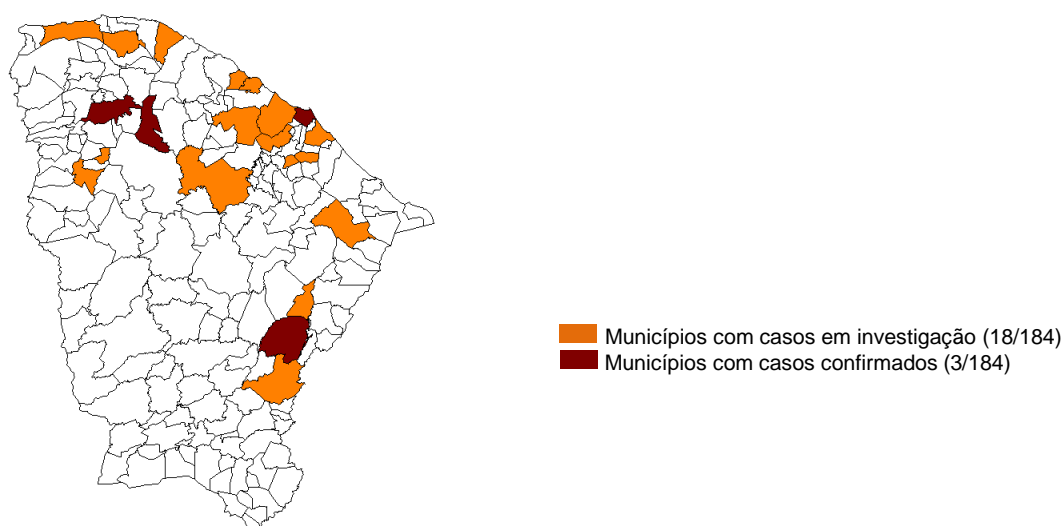 Municípios com casos em investigação (18/184)
Municípios com casos confirmados (3/184)